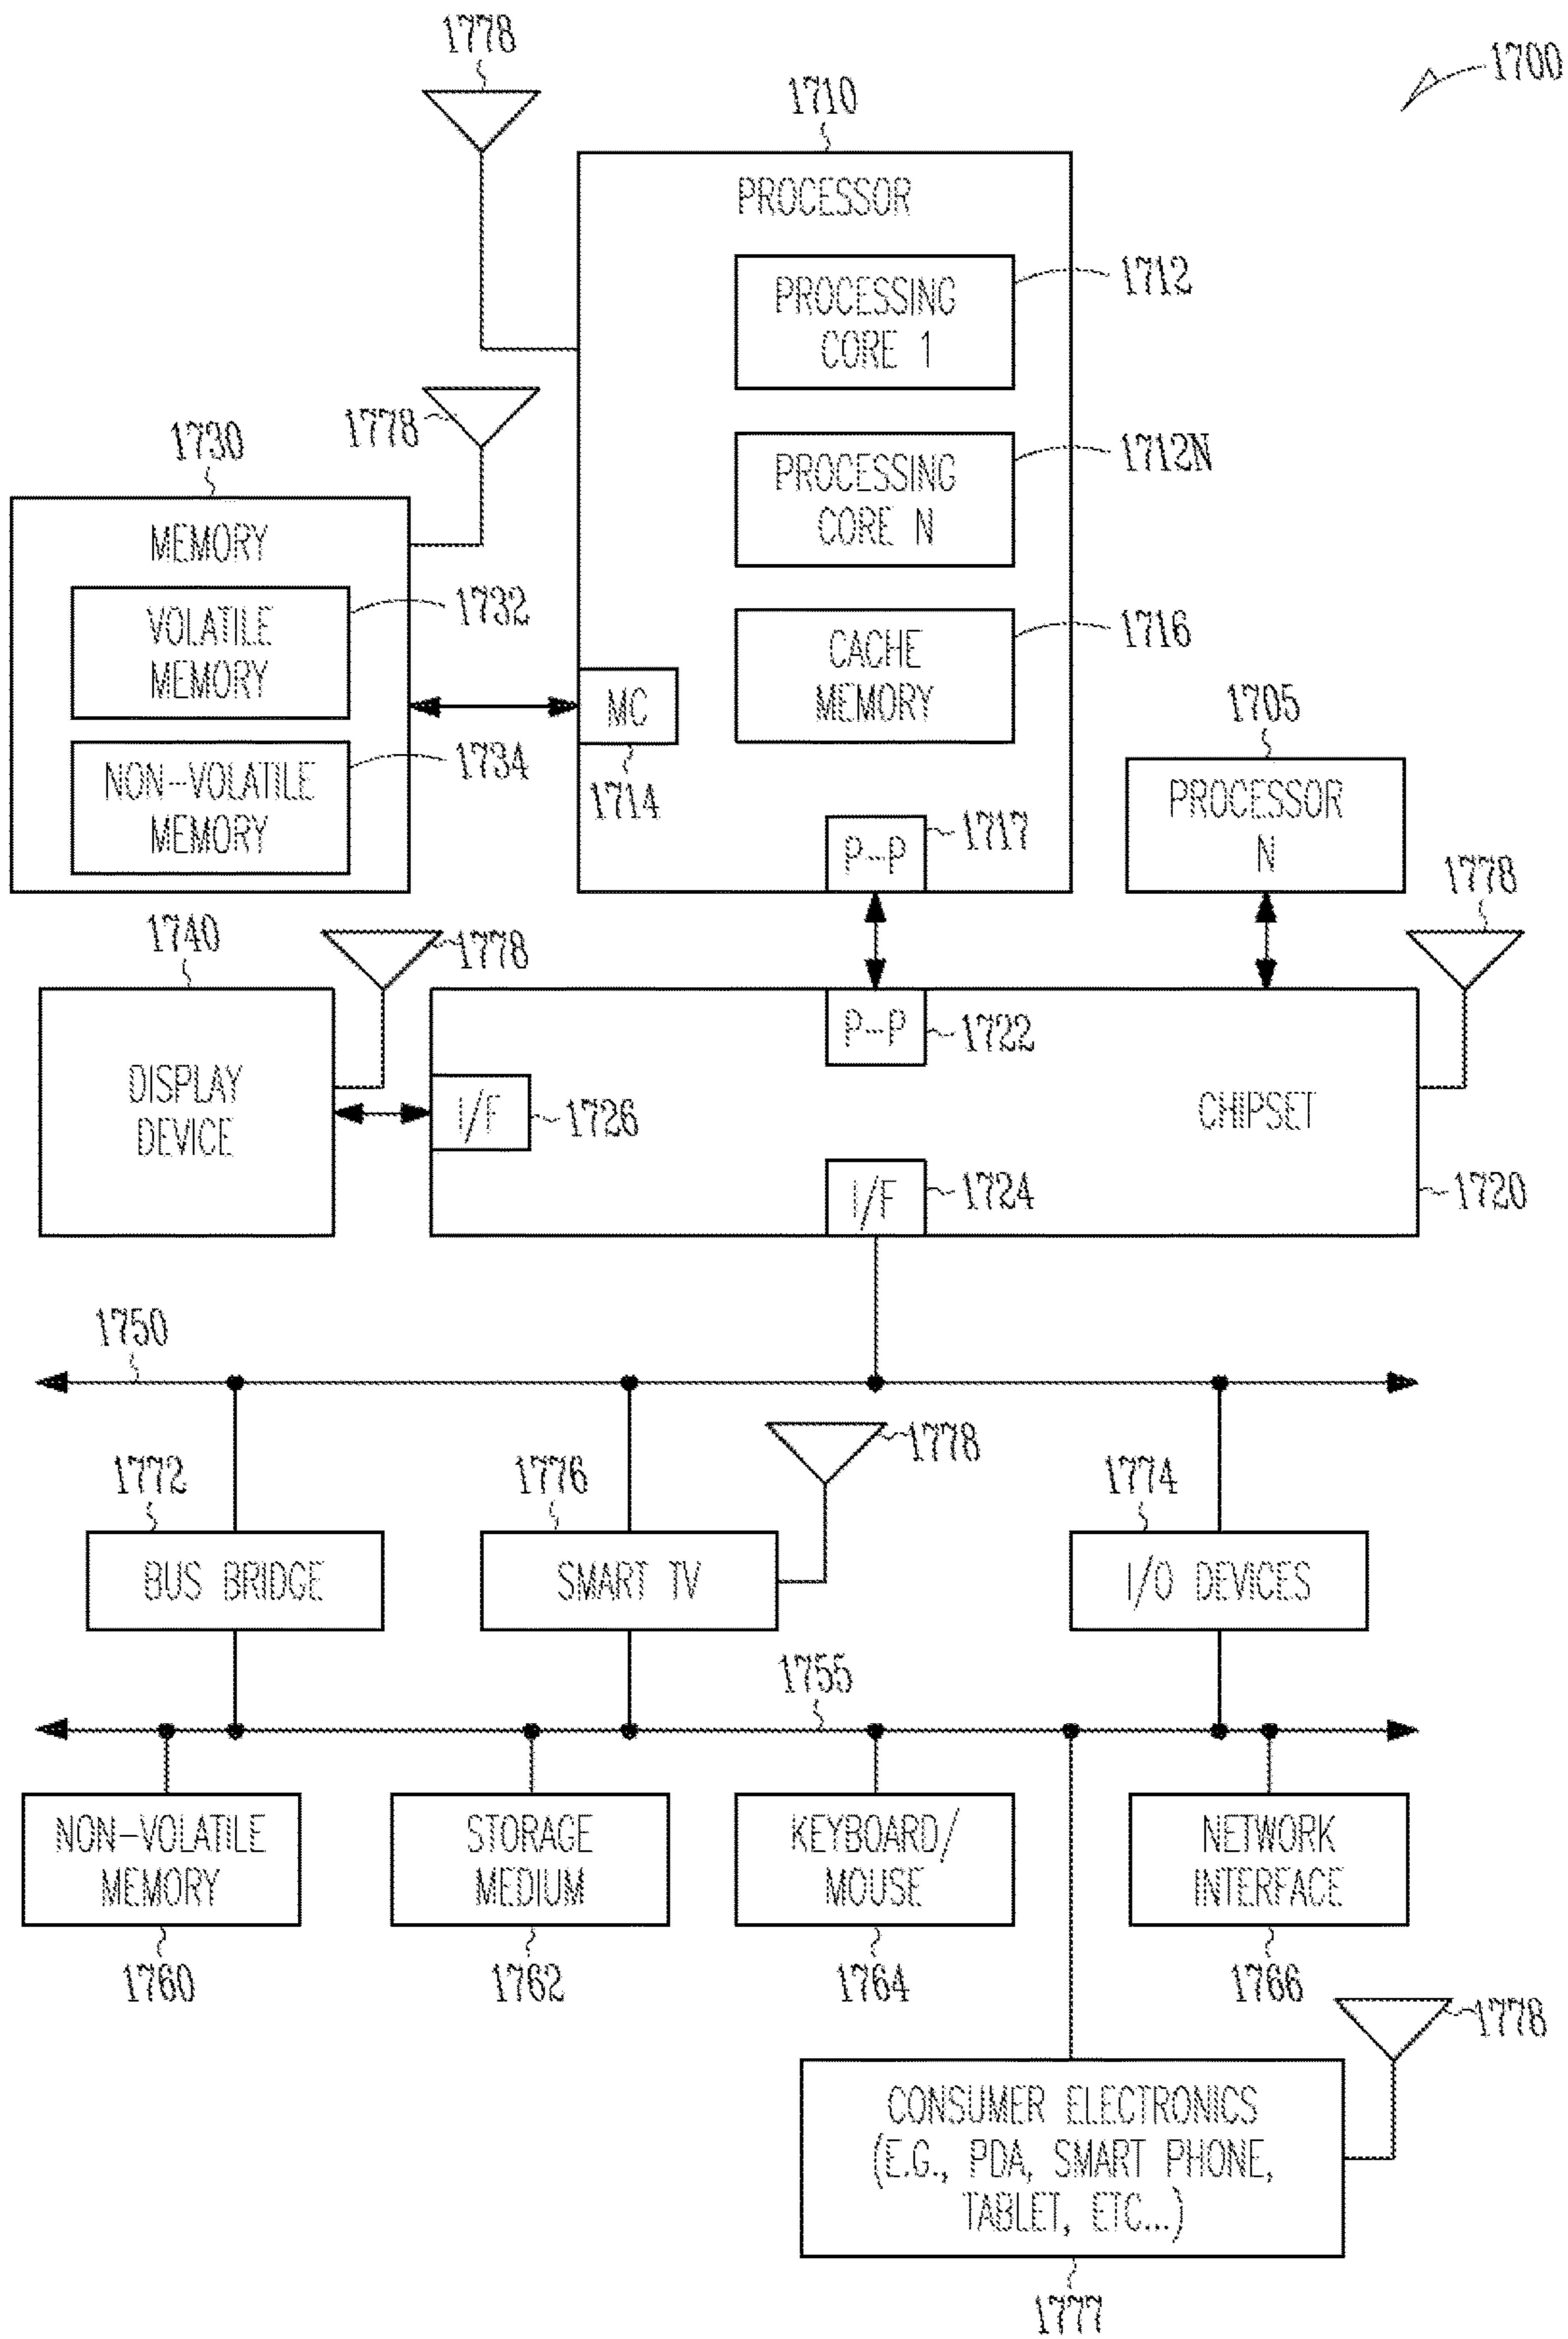 1778
1700
1710
PROCESSOR
PROCESSING
CORE 1
1712
1778
1730
PROCESSING
CORE N
1712N
MEMORY
VOLATILE
MEMORY
1732
CACHE
MEMORY
1716
MC
1714
NON-VOLATILE
MEMORY
1734
1705
PROCESSOR
N
P-P
1717
1778
1740
1778
P-P
1722
DISPLAY
DEVICE
I/F
1726
CHIPSET
I/F
1724
1720
1750
1778
1772
1776
1774
BUS BRIDGE
SMART TV
I/O DEVICES
1755
NON-VOLATILE
MEMORY
STORAGE
MEDIUM
KEYBOARD/
MOUSE
NETWORK
INTERFACE
1760
1762
1764
1766
1778
CONSUMER ELECTRONICS
(E.G., PDA, SMART PHONE,
TABLET, ETC...)
1777